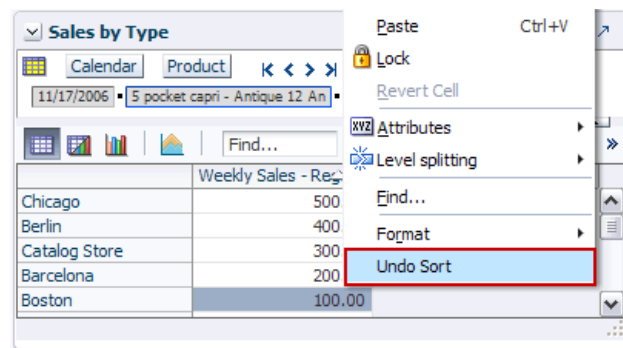 Sales by Type
Calendar Product
11/17/2006 5 pocket capri - Antique 12 An
Find...
Weekly Sales - Reg
Chicago 500
Berlin 400
Catalog Store 300
Barcelona 200
Boston 100.00
Paste Ctrl+V
Lock
Revert Cell
XYZ Attributes
Level splitting
Find...
Format
Undo Sort